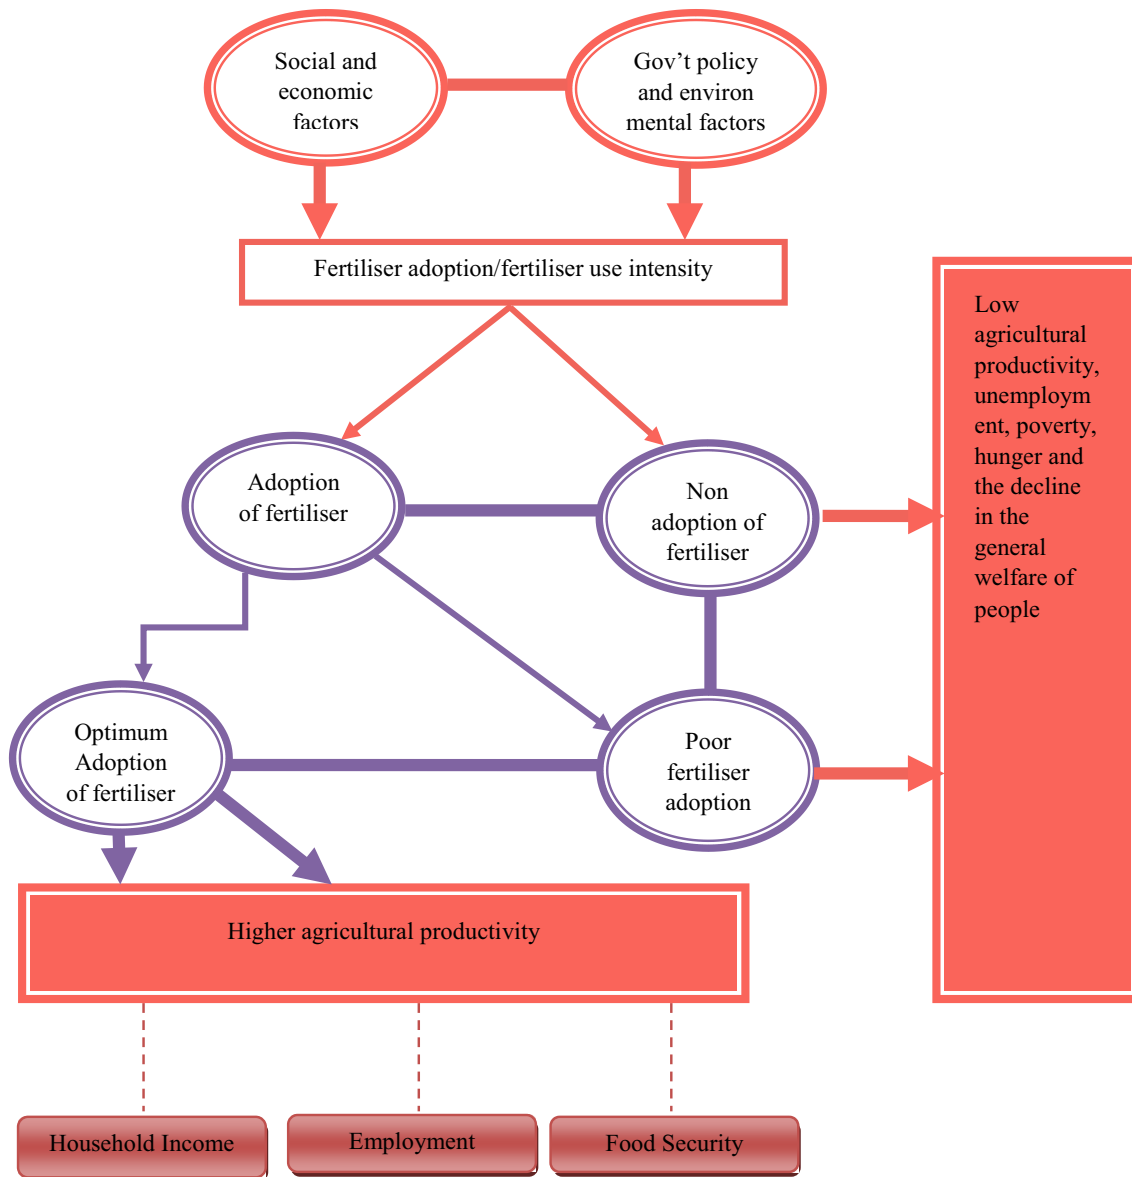 Social and
economic
factors
Gov't policy
and environ
mental factors
Fertiliser adoption/fertiliser use intensity
Low
agricultural
productivity,
unemploym
ent, poverty,
hunger and
the decline
in the
general
welfare of
people
Adoption
of fertiliser
Non
adoption of
fertiliser
Optimum
Adoption
of fertiliser
Poor
fertiliser
adoption
Higher agricultural productivity
Household Income
Employment
Food Security